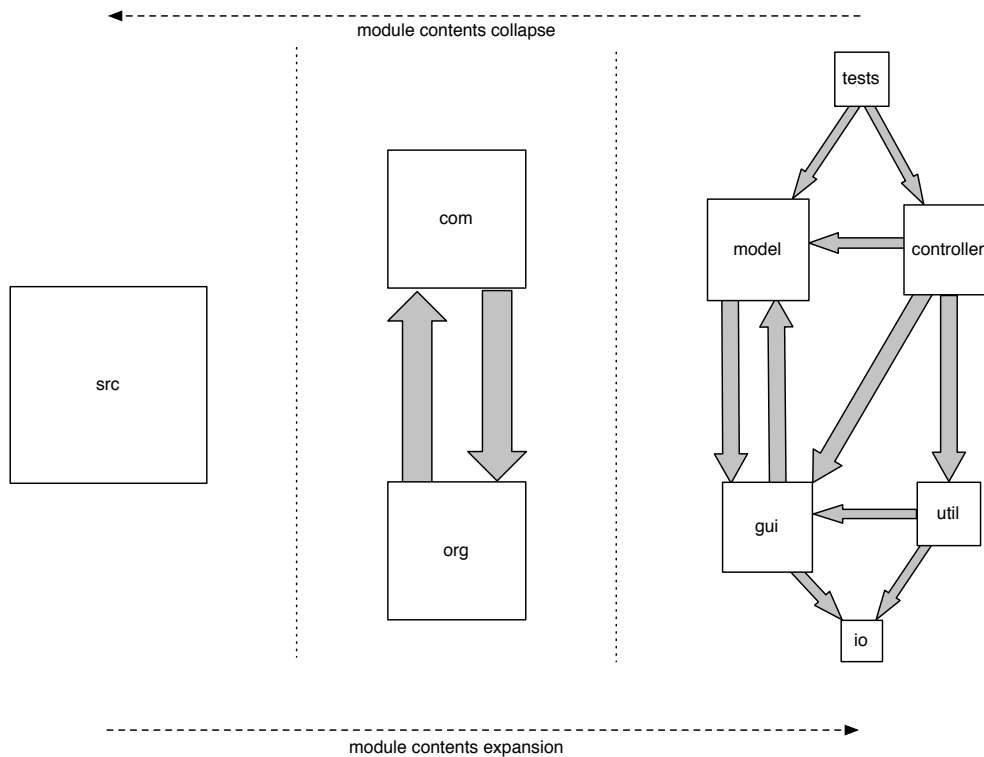 module contents collapse
tests
com
model
controller
src
org
gui
util
io
module contents expansion